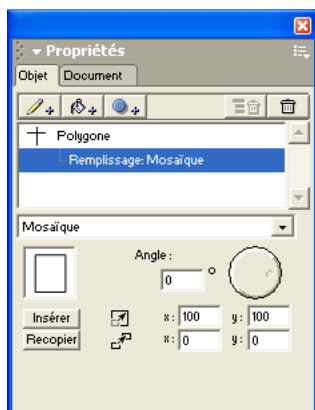 Propriétés
Objet Document
Polygone
Remplissage: Mosaïque
Mosaïque
Angle :
0 °
Insérer x: 100 y: 100
Recopier x: 0 y: 0